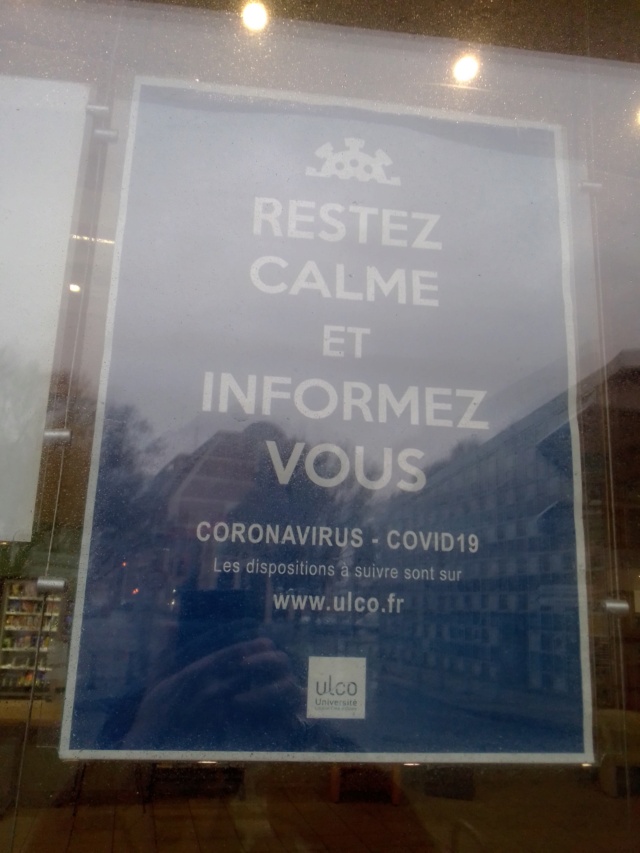 RESTEZ
CALME
ET
INFORMEZ
VOUS
CORONAVIRUS - COVID19
Les dispositions à suivre sont sur
www.ulco.fr
ulco
Université